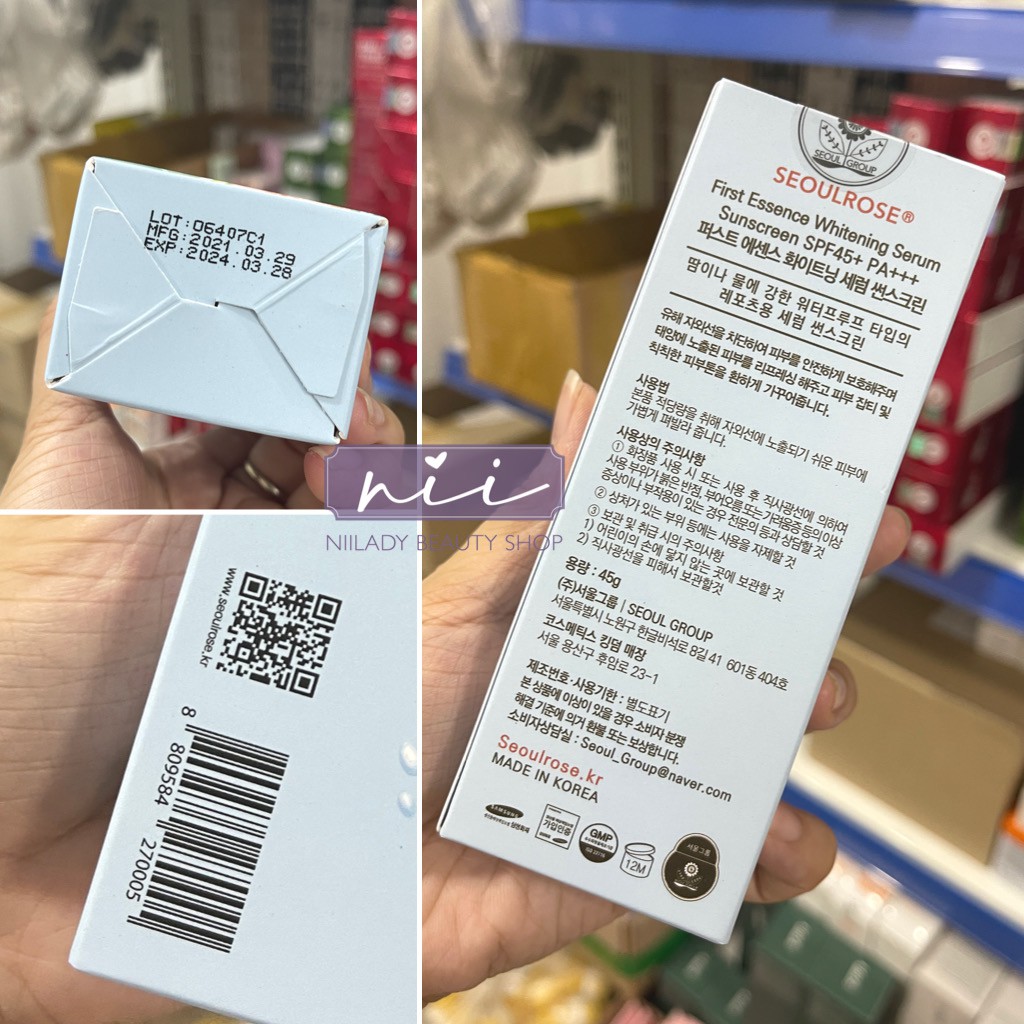 LOT:06407C1
MFG:2021.03.29
EXP:2024.03.28
SEOUL GROUP
SEOULROSE®
First Essence Whitening Serum
Sunscreen SPF45+ PA+++
퍼스트 에센스 화이트닝 세럼 썬스크린
땀이나 물에 강한 워터프루프 타입의
레포츠용 세럼 썬스크린
유해 자외선을 차단하여 피부를 안전하게 보호해주며
태양에 노출된 피부를 리프레싱 해주고 피부 잡티 및
칙칙한 피부톤을 환하게 가꾸어줍니다.
사용법
본품 적당량을 취해 자외선에 노출되기 쉬운 피부에
가볍게 펴발라 줍니다.
사용상의 주의사항
① 화장품 사용 시 또는 사용 후 직사광선에 의하여
사용 부위가 붉은 반점, 부어오름 또는 가려움증 등의 이상
증상이나 부작용이 있는 경우 전문의 등과 상담할 것
② 상처가 있는 부위 등에는 사용을 자제할 것
③ 보관 및 취급 시의 주의사항
1) 어린이의 손에 닿지 않는 곳에 보관할 것
2) 직사광선을 피해서 보관할것
용량 : 45g
(주)서울그룹 | SEOUL GROUP
서울특별시 노원구 한글비석로 8길 41 601동 404호
코스메틱스 킹덤 매장
서울 용산구 후암로 23-1
제조번호·사용기한 : 별도표기
본 상품에 이상이 있을 경우 소비자 분쟁
해결 기준에 의거 환불 또는 보상합니다.
소비자상담실 : Seoul_Group@naver.com
Seoulrose.kr
MADE IN KOREA
SAMSUNG
삼성화재
가입인증
GMP
12M
서울그룹
nii
NIILADY BEAUTY SHOP
www.seoulrose.kr
8 809584 270005